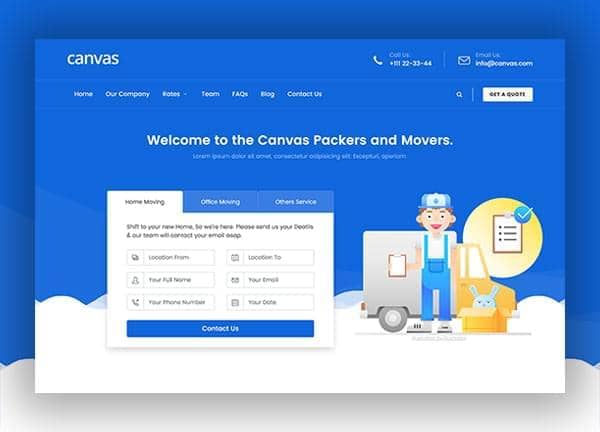 canvas
Call Us:
+111 22-33-44
Email Us:
info@canvas.com
Home Our Company Rates Team FAQs Blog Contact Us
GET A QUOTE
Welcome to the Canvas Packers and Movers.
Lorem ipsum dolor sit amet, consectetur adipisicing elit. Excepturi, aperiam.
Home Moving Office Moving Others Service
Shift to your new Home, So we're here. Please send us your Deatils
& our team will contact your email asap.
Location From Location To
Your Full Name Your Email
Your Phone Number Your Date
Contact Us